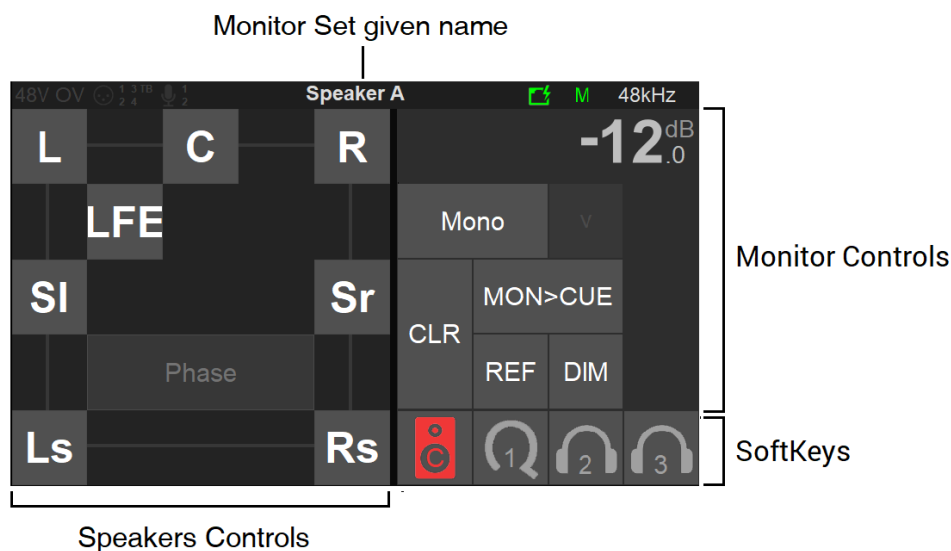 Monitor Set given name
48V OV 1 3 TB 2 4 1 2 Speaker A M 48kHz
L C R -12.0 dB
LFE Mono V
Monitor Controls
Sl Sr MON>CUE
CLR
Phase REF DIM
Ls Rs C 1 2 3
SoftKeys
Speakers Controls